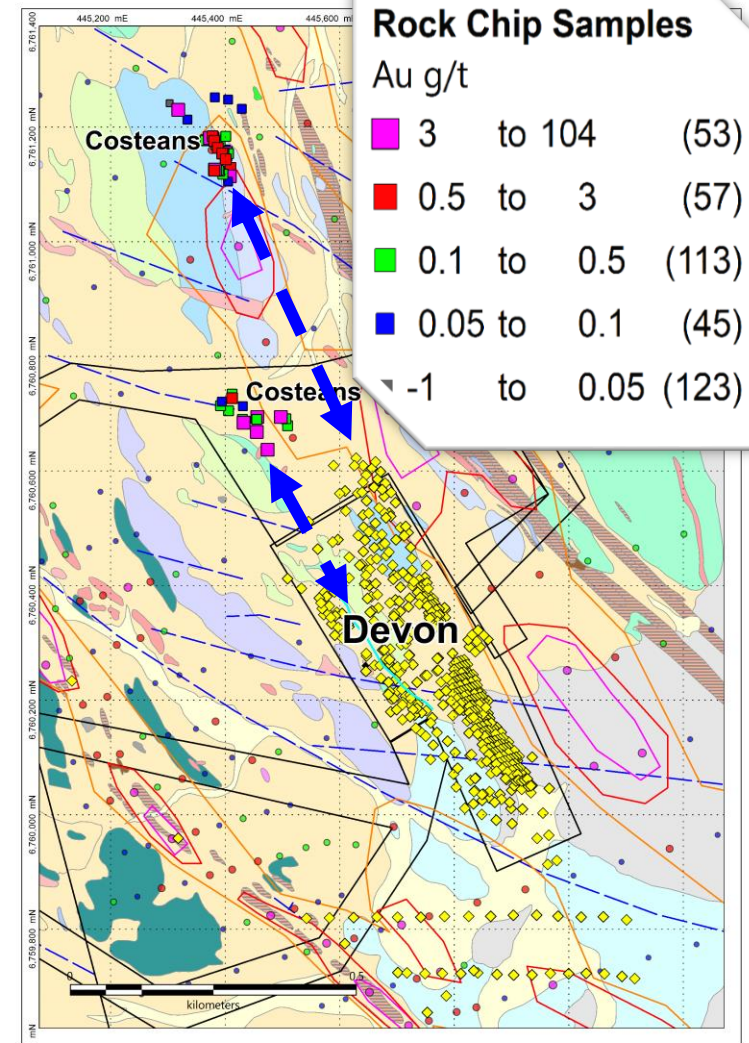 445,200 mE
445,400 mE
445,600 m
Rock Chip Samples
Au g/t
3 to 104 (53)
0.5 to 3 (57)
0.1 to 0.5 (113)
0.05 to 0.1 (45)
-1 to 0.05 (123)
6,761,400
6,761,200 mN
6,761,000 mN
6,760,800 mN
6,760,600 mN
6,760,400 mN
6,760,200 mN
6,760,000 mN
6,759,800 mN
mN
Costeans
Costeans
Devon
0 0.5
kilometers